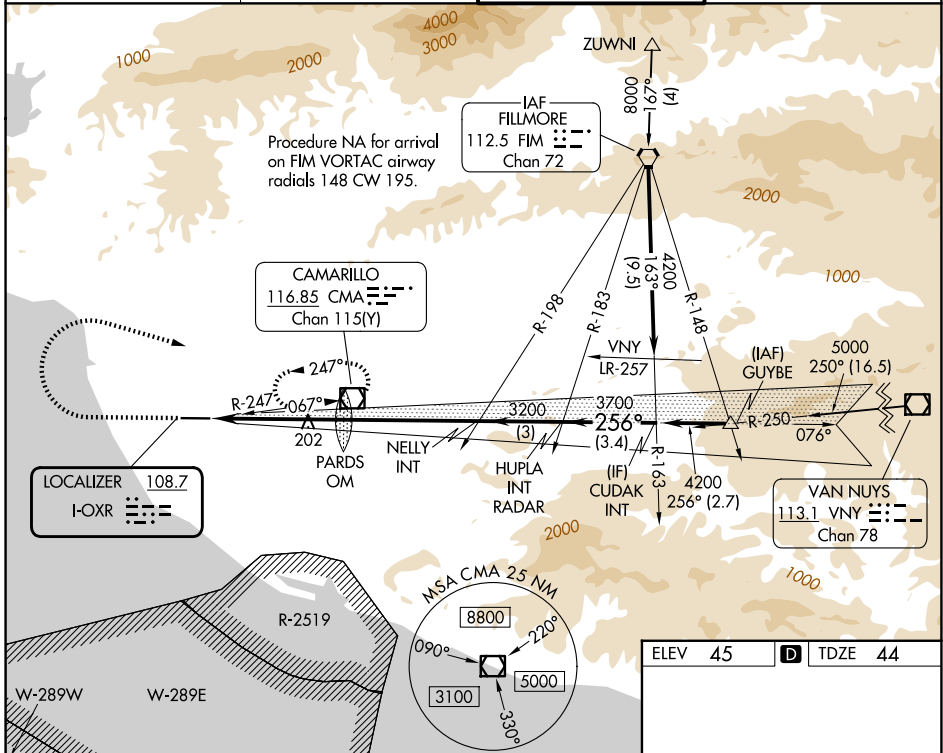 4000
3000
1000
2000
ZUWNI
8000
167°
(4)
IAF
FILLMORE
112.5 FIM
Chan 72
Procedure NA for arrival
on FIM VORTAC airway
radials 148 CW 195.
2000
1000
CAMARILLO
116.85 CMA
Chan 115(Y)
R-198
R-183
4200
163°
(9.5)
R-148
VNY
LR-257
(IAF)
GUYBE
5000
250° (16.5)
247°
R-247
067°
3200
(3)
3700
256°
(3.4)
R-250
076°
202
PARDS
OM
NELLY
INT
HUPLA
INT
RADAR
(IF)
CUDAK
INT
R-163
4200
256° (2.7)
LOCALIZER 108.7
I-OXR
VAN NUYS
113.1 VNY
Chan 78
2000
1000
R-2519
W-289W
W-289E
MSA CMA 25 NM
8800
220°
090°
3100
5000
330°
ELEV 45 D TDZE 44